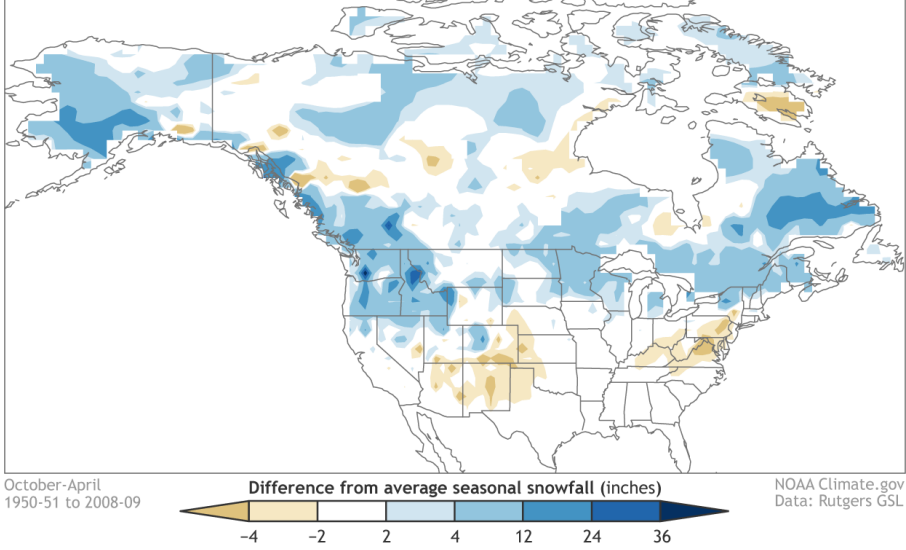 October-April
1950-51 to 2008-09
Difference from average seasonal snowfall (inches)
NOAA Climate.gov
Data: Rutgers GSL
−4 −2 2 4 12 24 36